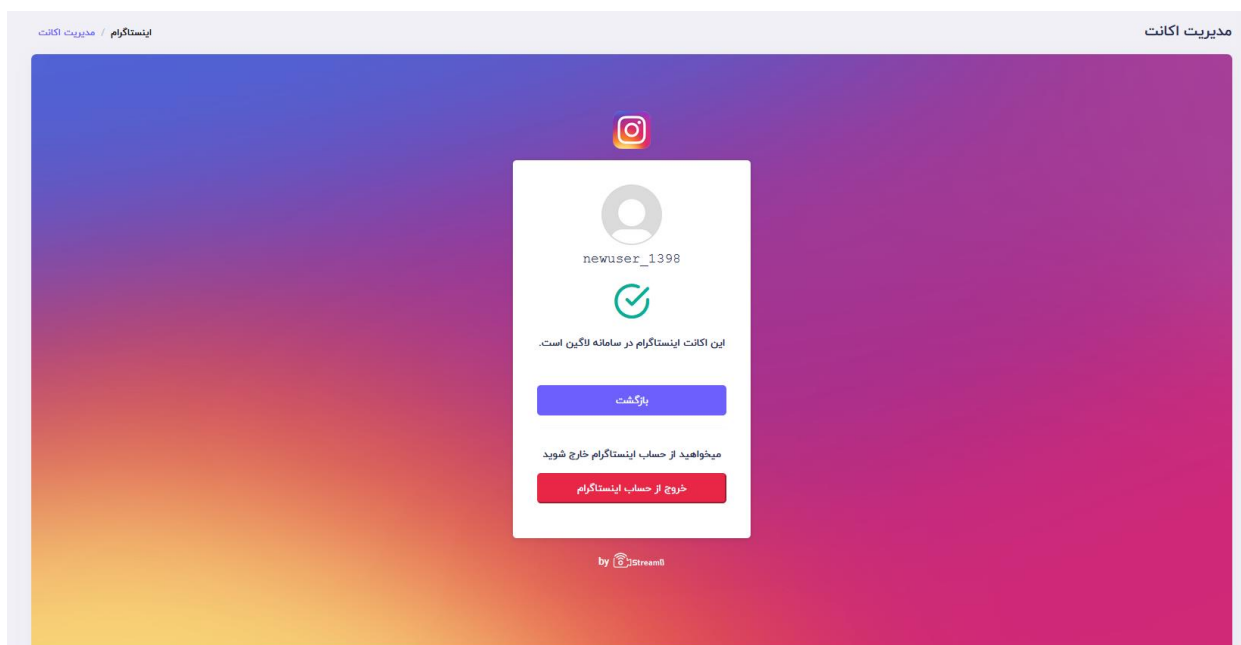 مدیریت اکانت
اینستاگرام / مدیریت اکانت
newuser_1398
این اکانت اینستاگرام در سامانه لاگین است.
بازگشت
میخواهید از حساب اینستاگرام خارج شوید
خروج از حساب اینستاگرام
by